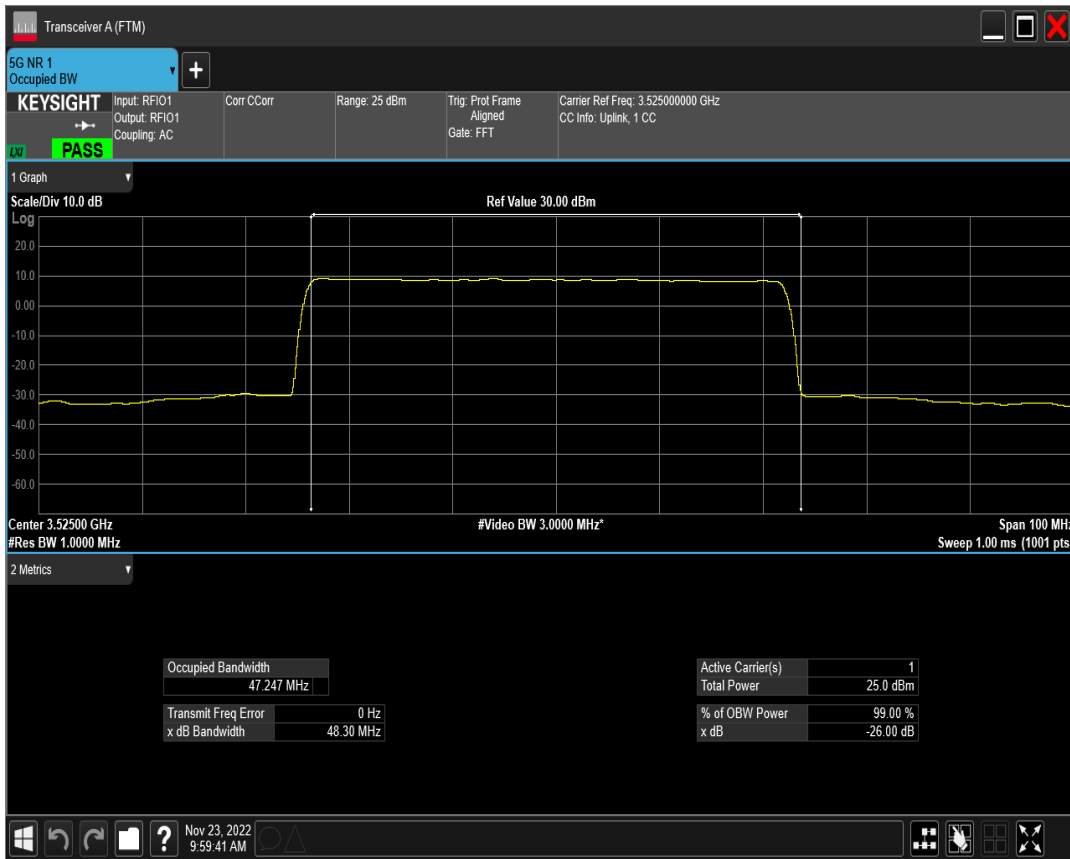 Transceiver A (FTM)
5G NR 1
Occupied BW
+
KEYSIGHT
LXI
PASS
Input: RFIO1
Output: RFIO1
Coupling: AC
Corr CCorr
Range: 25 dBm
Trig: Prot Frame
Aligned
Gate: FFT
Carrier Ref Freq: 3.525000000 GHz
CC Info: Uplink, 1 CC
1 Graph
Scale/Div 10.0 dB
Ref Value 30.00 dBm
Log
20.0
10.0
0.00
-10.0
-20.0
-30.0
-40.0
-50.0
-60.0
Center 3.52500 GHz
#Video BW 3.0000 MHz*
Span 100 MHz
#Res BW 1.0000 MHz
Sweep 1.00 ms (1001 pts
2 Metrics
Occupied Bandwidth
47.247 MHz
Transmit Freq Error 0 Hz
x dB Bandwidth 48.30 MHz
Active Carrier(s) 1
Total Power 25.0 dBm
% of OBW Power 99.00 %
x dB -26.00 dB
?
Nov 23, 2022
9:59:41 AM